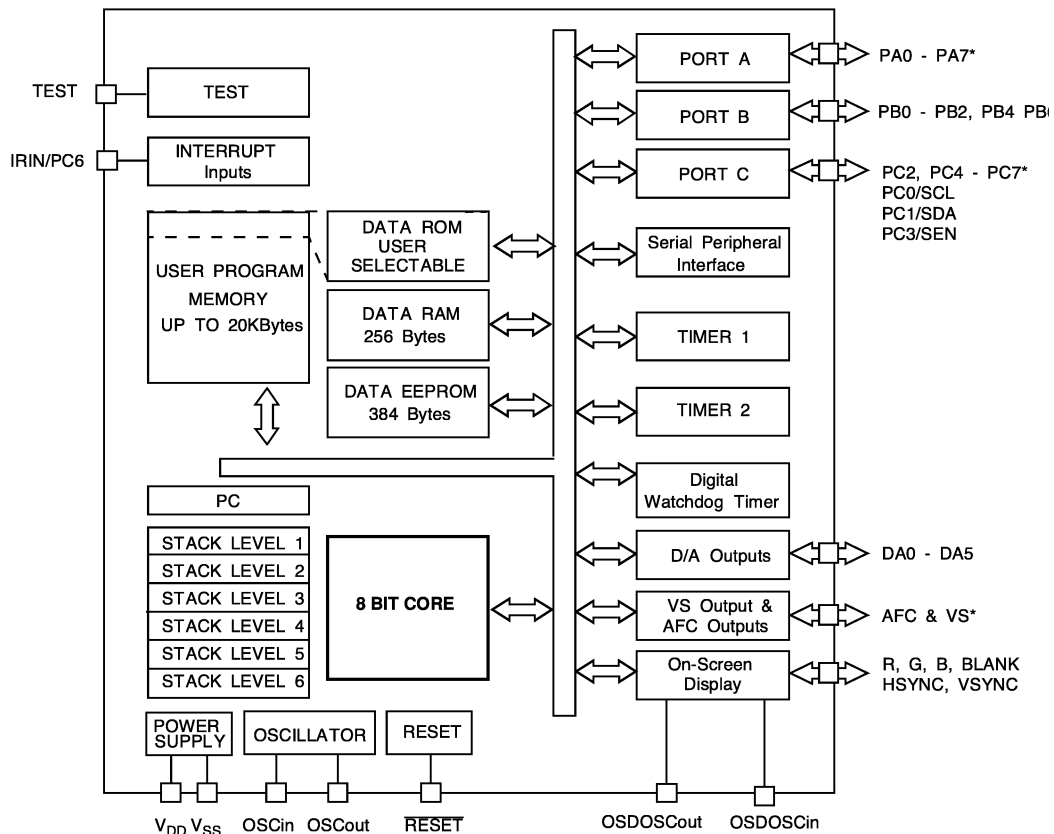 TEST
TEST
IRIN/PC6
INTERRUPT
Inputs
USER PROGRAM
MEMORY
UP TO 20KBytes
DATA ROM
USER
SELECTABLE
DATA RAM
256 Bytes
DATA EEPROM
384 Bytes
PC
STACK LEVEL 1
STACK LEVEL 2
STACK LEVEL 3
STACK LEVEL 4
STACK LEVEL 5
STACK LEVEL 6
8 BIT CORE
POWER
SUPPLY
OSCILLATOR
RESET
VDD VSS
OSCin OSCout
RESET
PORT A
PA0 - PA7*
PORT B
PB0 - PB2, PB4
PORT C
PC2, PC4 - PC7*
PC0/SCL
PC1/SDA
PC3/SEN
Serial Peripheral
Interface
TIMER 1
TIMER 2
Digital
Watchdog Timer
D/A Outputs
DA0 - DA5
VS Output &
AFC Outputs
AFC & VS*
On-Screen
Display
R, G, B, BLANK
HSYNC, VSYNC
OSDOSCout
OSDOSCin